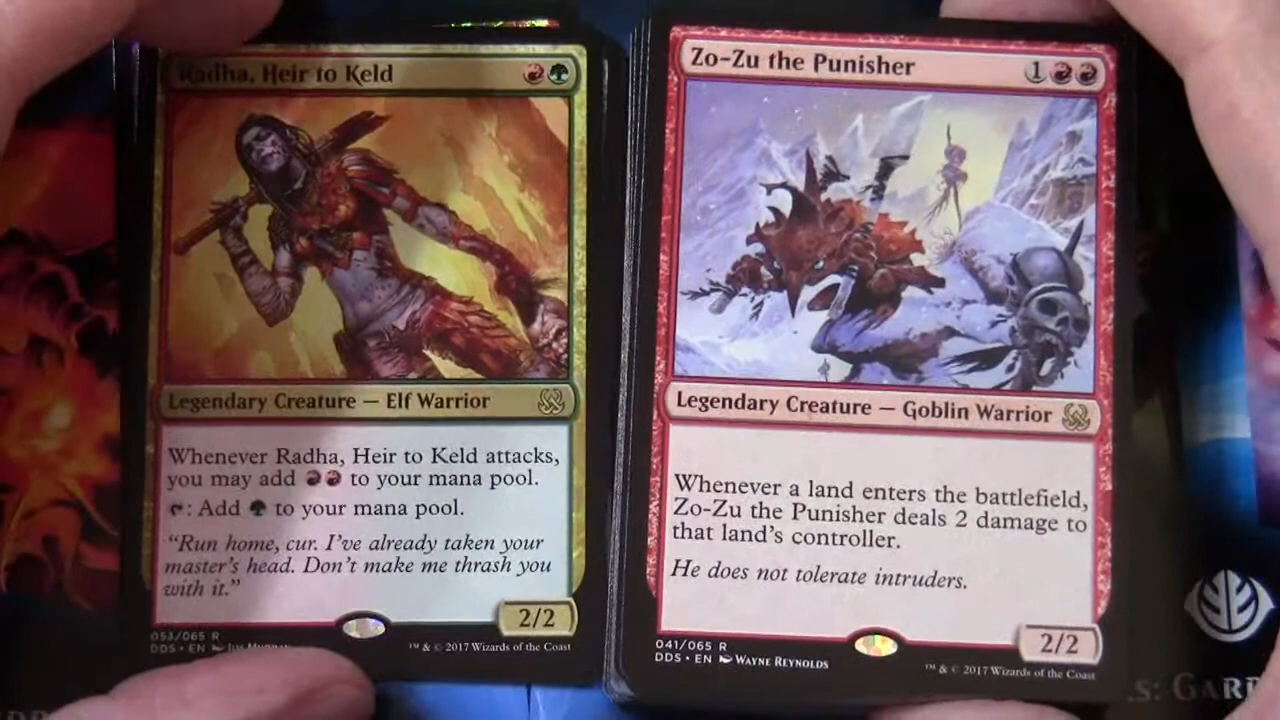 Radha, Heir to Keld
Legendary Creature — Elf Warrior
Whenever Radha, Heir to Keld attacks,
you may add to your mana pool.
: Add to your mana pool.
“Run home, cur. I've already taken your
master's head. Don't make me thrash you
with it.”
2/2
053/065 R
DDS • EN
™ & © 2017 Wizards of the Coast
Zo-Zu the Punisher
1
Legendary Creature — Goblin Warrior
Whenever a land enters the battlefield,
Zo-Zu the Punisher deals 2 damage to
that land's controller.
He does not tolerate intruders.
2/2
041/065 R
DDS • EN Wayne Reynolds
™ & © 2017 Wizards of the Coast
S: GARR